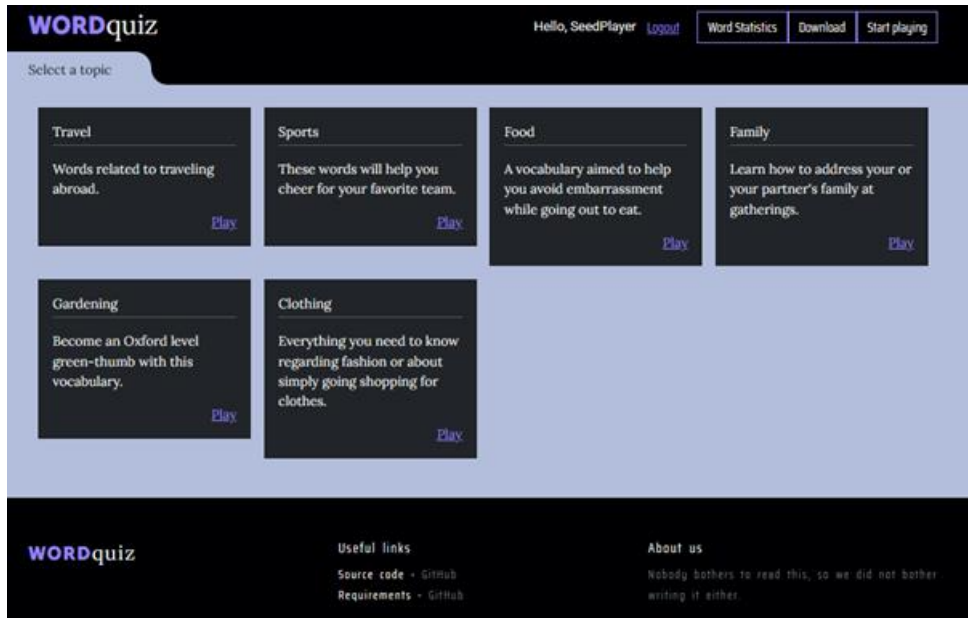 WORDquiz
Hello, SeedPlayer Logout Word Statistics Download Start playing
Select a topic
Travel
Words related to traveling
abroad.
Play
Sports
These words will help you
cheer for your favorite team.
Play
Food
A vocabulary aimed to help
you avoid embarrassment
while going out to eat.
Play
Family
Learn how to address your or
your partner's family at
gatherings.
Play
Gardening
Become an Oxford level
green-thumb with this
vocabulary.
Play
Clothing
Everything you need to know
regarding fashion or about
simply going shopping for
clothes.
Play
WORDquiz
Useful links
Source code - GitHub
Requirements - GitHub
About us
Nobody bothers to read this, so we did not bother
writing it either.